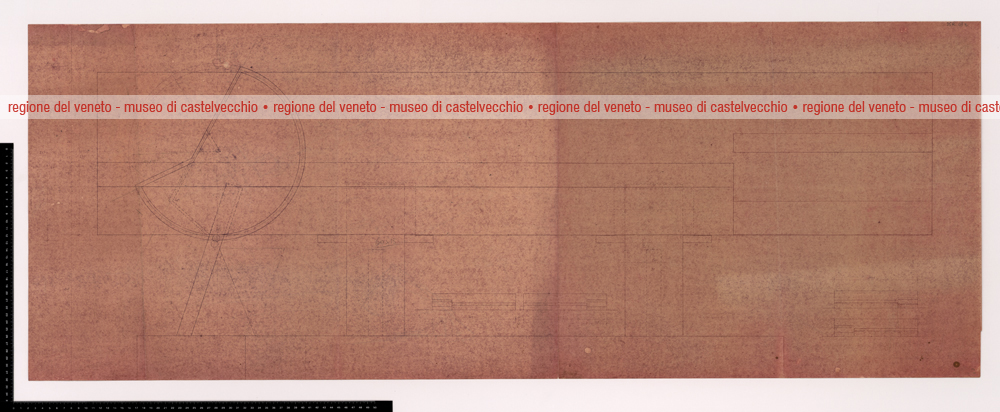 regione del veneto - museo di castelvecchio • regione del veneto - museo di castelvecchio • regione del veneto - museo di castelvecchio • regione del veneto - museo di cast